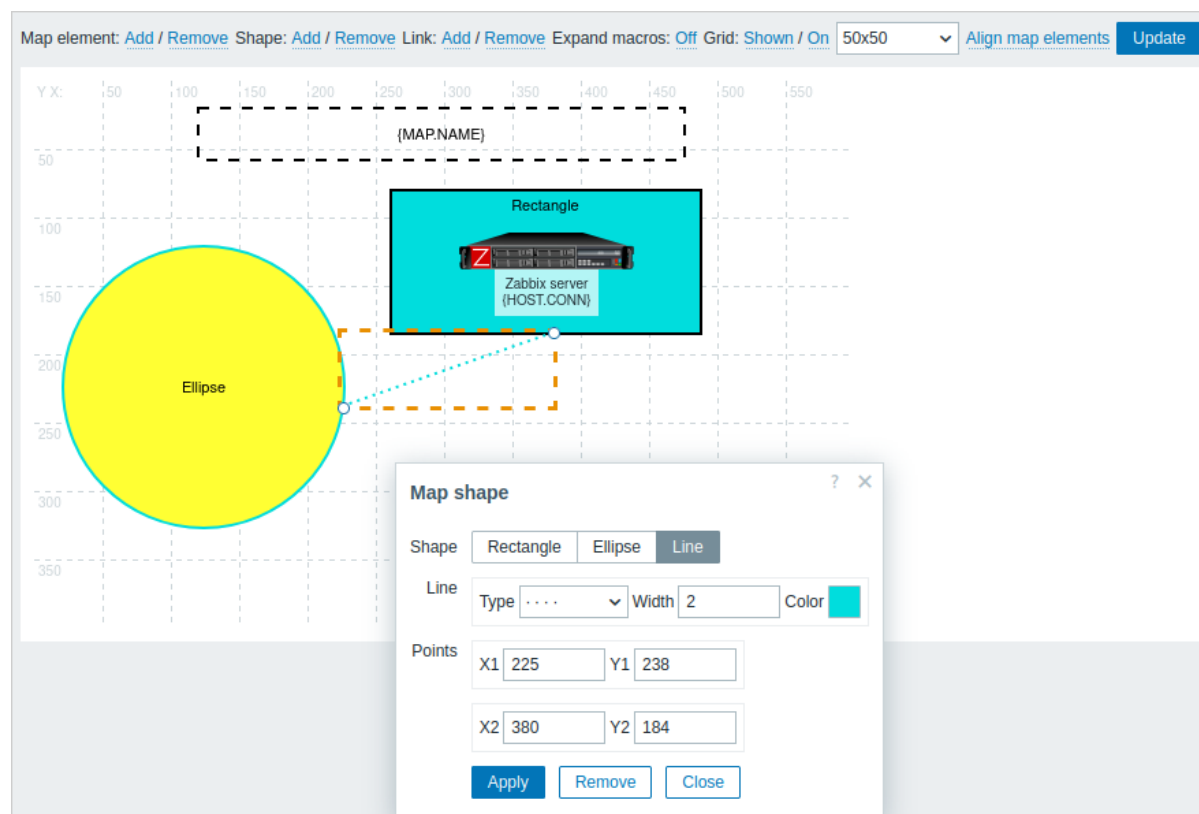 Map element: Add / Remove Shape: Add / Remove Link: Add / Remove Expand macros: Off Grid: Shown / On 50x50 Align map elements Update
Y X: 50 100 150 200 250 300 350 400 450 500 550
{MAP.NAME}
50
Rectangle
100
Z
Zabbix server
150
{HOST.CONN}
200
Ellipse
250
300
350
Map shape ? ×
Shape Rectangle Ellipse Line
Line Type · · · · Width 2 Color
Points X1 225 Y1 238
X2 380 Y2 184
Apply Remove Close